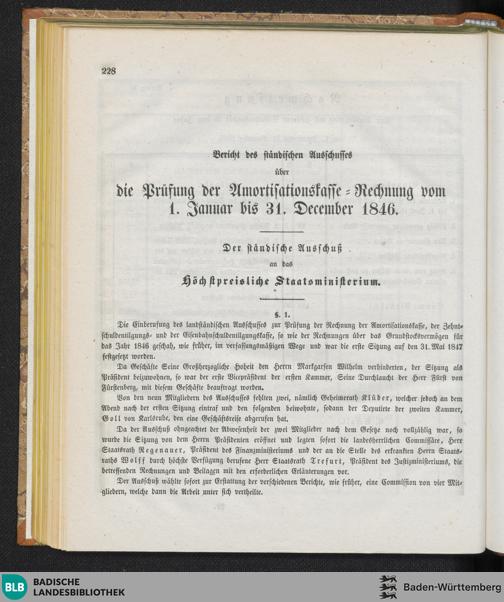 228
Bericht des ständischen Ausschusses
über
die Prüfung der Amortisationskasse-Rechnung vom
1. Januar bis 31. December 1846.
Der ständische Ausschuß
an das
Höchstpreisliche Staatsministerium.
§. 1.
Die Einberufung des landständischen Ausschusses zur Prüfung der Rechnung der Amortisationskasse, der Zehnt-
schuldentilgungs- und der Eisenbahnschuldentilgungskasse, so wie der Rechnungen über das Grundstockvermögen für
das Jahr 1846 geschah, wie früher, im verfassungsmäßigen Wege und war die erste Sitzung auf den 31. Mai 1847
festgesetzt worden.
Da Geschäfte Seine Großherzogliche Hoheit den Herrn Markgrafen Wilhelm verhinderten, der Sitzung als
Präsident beizuwohnen, so war der erste Vicepräsident der ersten Kammer, Seine Durchlaucht der Herr Fürst von
Fürstenberg, mit diesem Geschäfte beauftragt worden.
Von den neun Mitgliedern des Ausschusses fehlten zwei, nämlich Geheimerath Klüber, welcher jedoch an dem
Abend nach der ersten Sitzung eintraf und den folgenden beiwohnte, sodann der Deputirte der zweiten Kammer,
Goll von Karlsruhe, den eine Geschäftsreise abgerufen hat.
Da der Ausschuß ohngeachtet der Abwesenheit der zwei Mitglieder nach dem Gesetze noch vollzählig war, so
wurde die Sitzung von dem Herrn Präsidenten eröffnet und legten sofort die landesherrlichen Commissäre, Herr
Staatsrath Regenauer, Präsident des Finanzministeriums und der an die Stelle des erkrankten Herrn Staats-
raths Wolff durch höchste Verfügung berufene Herr Staatsrath Trefurt, Präsident des Justizministeriums, die
betreffenden Rechnungen und Beilagen mit den erforderlichen Erläuterungen vor.
Der Ausschuß wählte sofort zur Erstattung der verschiedenen Berichte, wie früher, eine Commission von vier Mit-
gliedern, welche dann die Arbeit unter sich vertheilte.
BLB
BADISCHE
LANDESBIBLIOTHEK
Baden-Württemberg